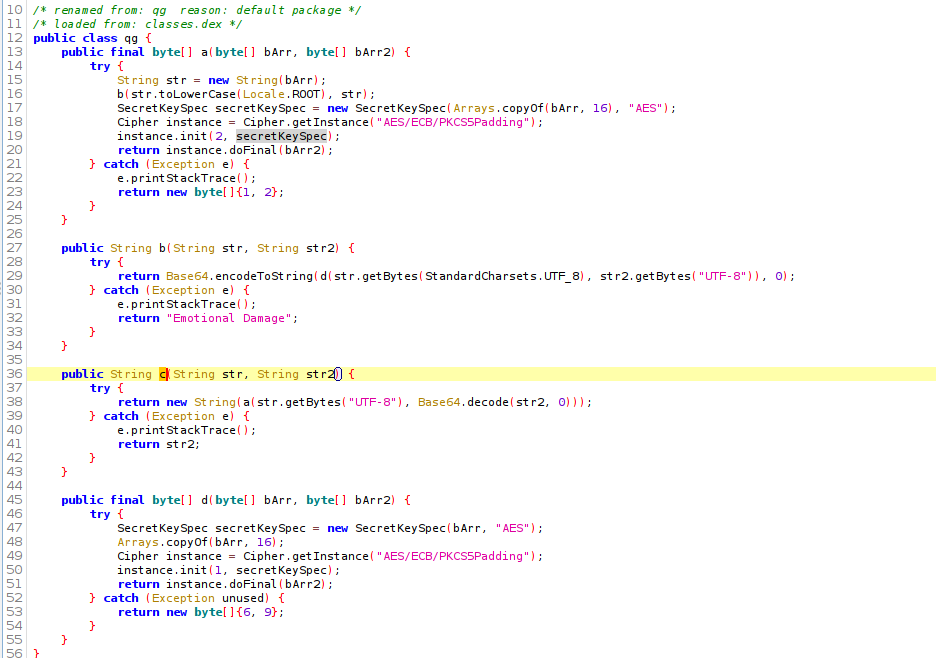 10 /* renamed from: qg  reason: default package */
11 /* loaded from: classes.dex */
12 public class qg {
13     public final byte[] a(byte[] bArr, byte[] bArr2) {
14         try {
15             String str = new String(bArr);
16             b(str.toLowerCase(Locale.ROOT), str);
17             SecretKeySpec secretKeySpec = new SecretKeySpec(Arrays.copyOf(bArr, 16), "AES");
18             Cipher instance = Cipher.getInstance("AES/ECB/PKCS5Padding");
19             instance.init(2, secretKeySpec);
20             return instance.doFinal(bArr2);
21         } catch (Exception e) {
22             e.printStackTrace();
23             return new byte[]{1, 2};
24         }
25     }
26
27     public String b(String str, String str2) {
28         try {
29             return Base64.encodeToString(d(str.getBytes(StandardCharsets.UTF_8), str2.getBytes("UTF-8")), 0);
30         } catch (Exception e) {
31             e.printStackTrace();
32             return "Emotional Damage";
33         }
34     }
35
36     public String c(String str, String str2) {
37         try {
38             return new String(a(str.getBytes("UTF-8"), Base64.decode(str2, 0)));
39         } catch (Exception e) {
40             e.printStackTrace();
41             return str2;
42         }
43     }
44
45     public final byte[] d(byte[] bArr, byte[] bArr2) {
46         try {
47             SecretKeySpec secretKeySpec = new SecretKeySpec(bArr, "AES");
48             Arrays.copyOf(bArr, 16);
49             Cipher instance = Cipher.getInstance("AES/ECB/PKCS5Padding");
50             instance.init(1, secretKeySpec);
51             return instance.doFinal(bArr2);
52         } catch (Exception unused) {
53             return new byte[]{6, 9};
54         }
55     }
56 }